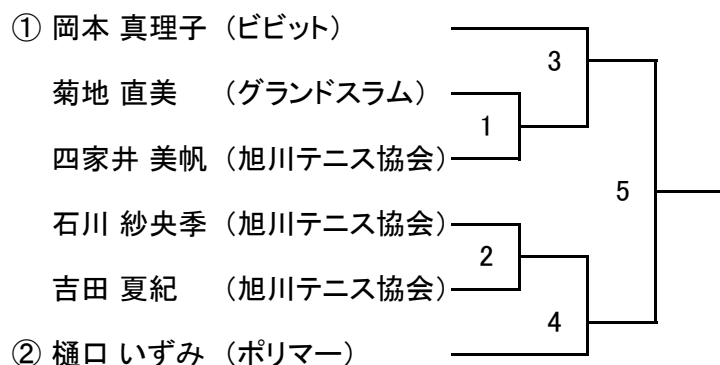 ① 岡本 真理子 (ビビット)
3
菊地 直美 (グランドスラム)
1
四家井 美帆 (旭川テニス協会)
5
石川 紗央季 (旭川テニス協会)
2
吉田 夏紀 (旭川テニス協会)
4
② 樋口 いずみ (ポリマー)